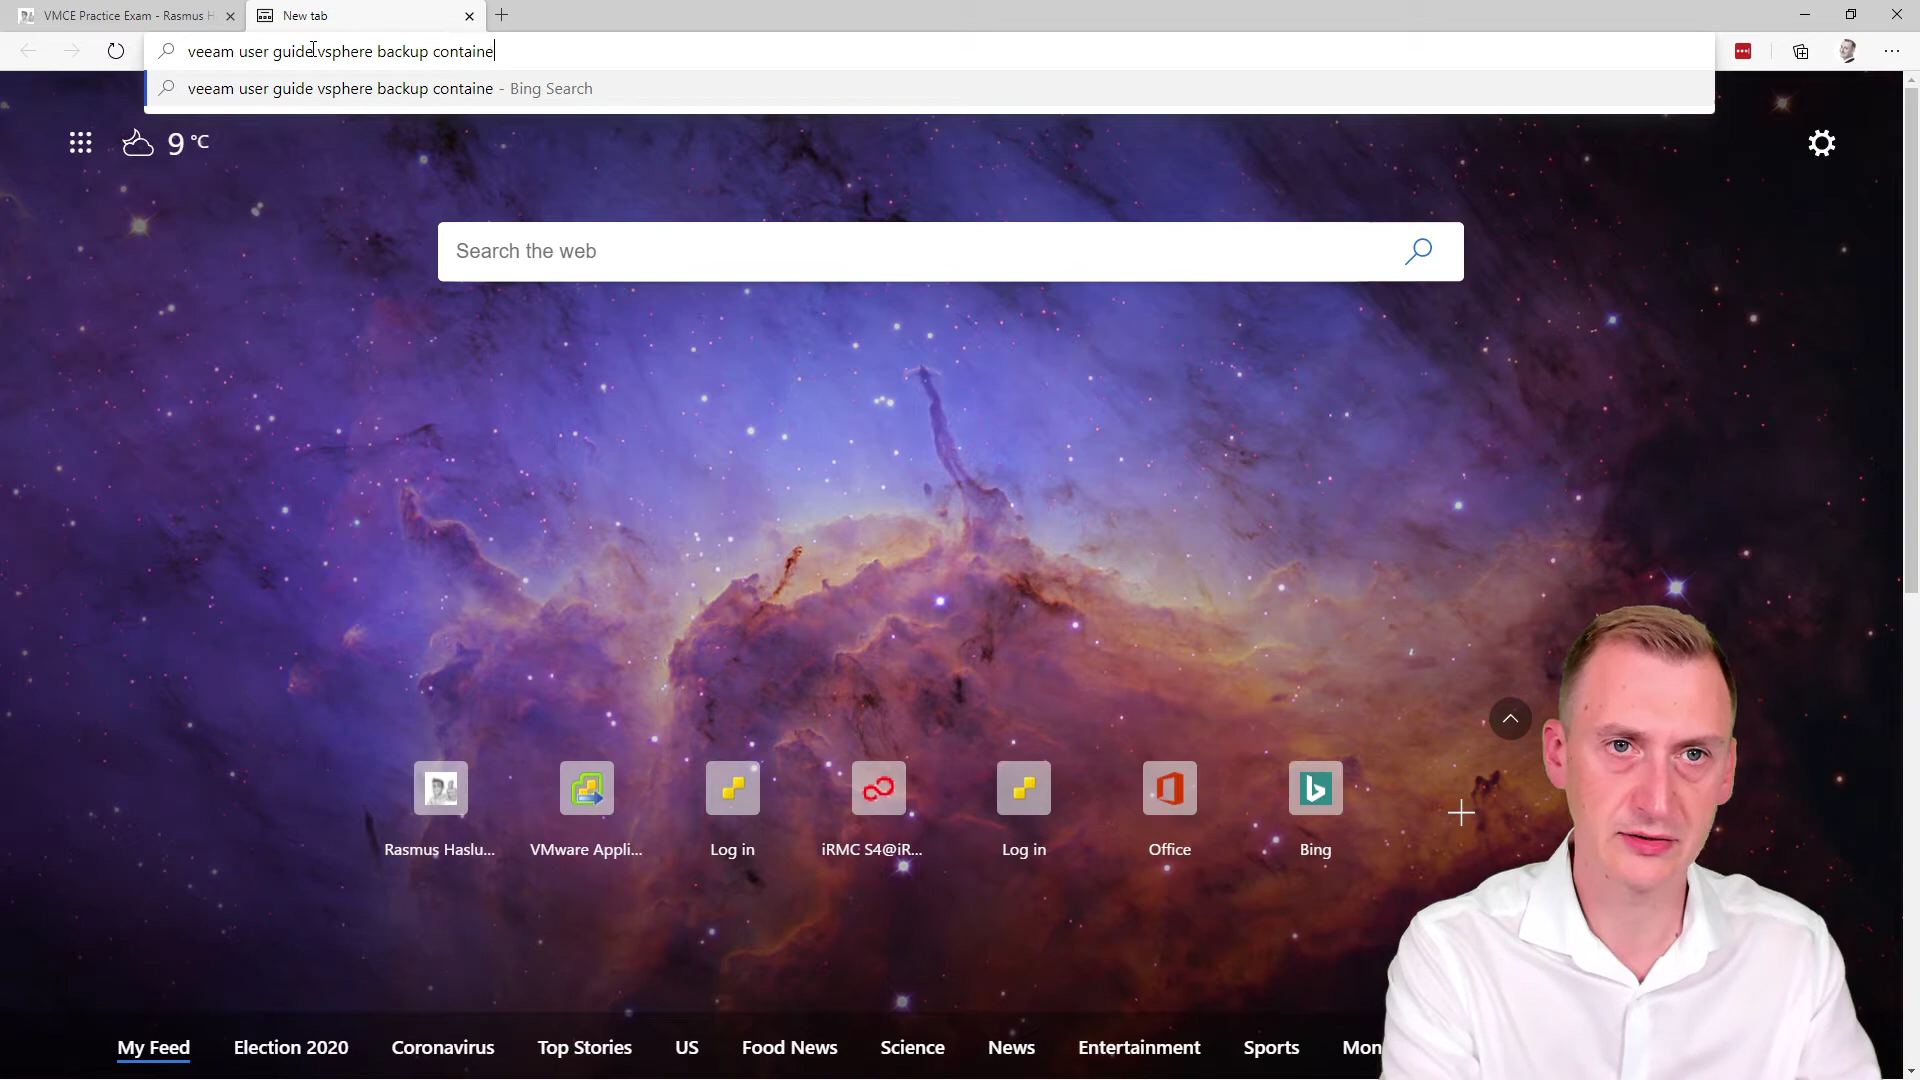 VMCE Practice Exam - Rasmus H
New tab
veeam user guide vsphere backup containe
veeam user guide vsphere backup containe - Bing Search
9 °C
Search the web
Rasmus Haslu...
VMware Appli...
Log in
iRMC S4@iR...
Log in
Office
Bing
My Feed
Election 2020
Coronavirus
Top Stories
US
Food News
Science
News
Entertainment
Sports
Mon